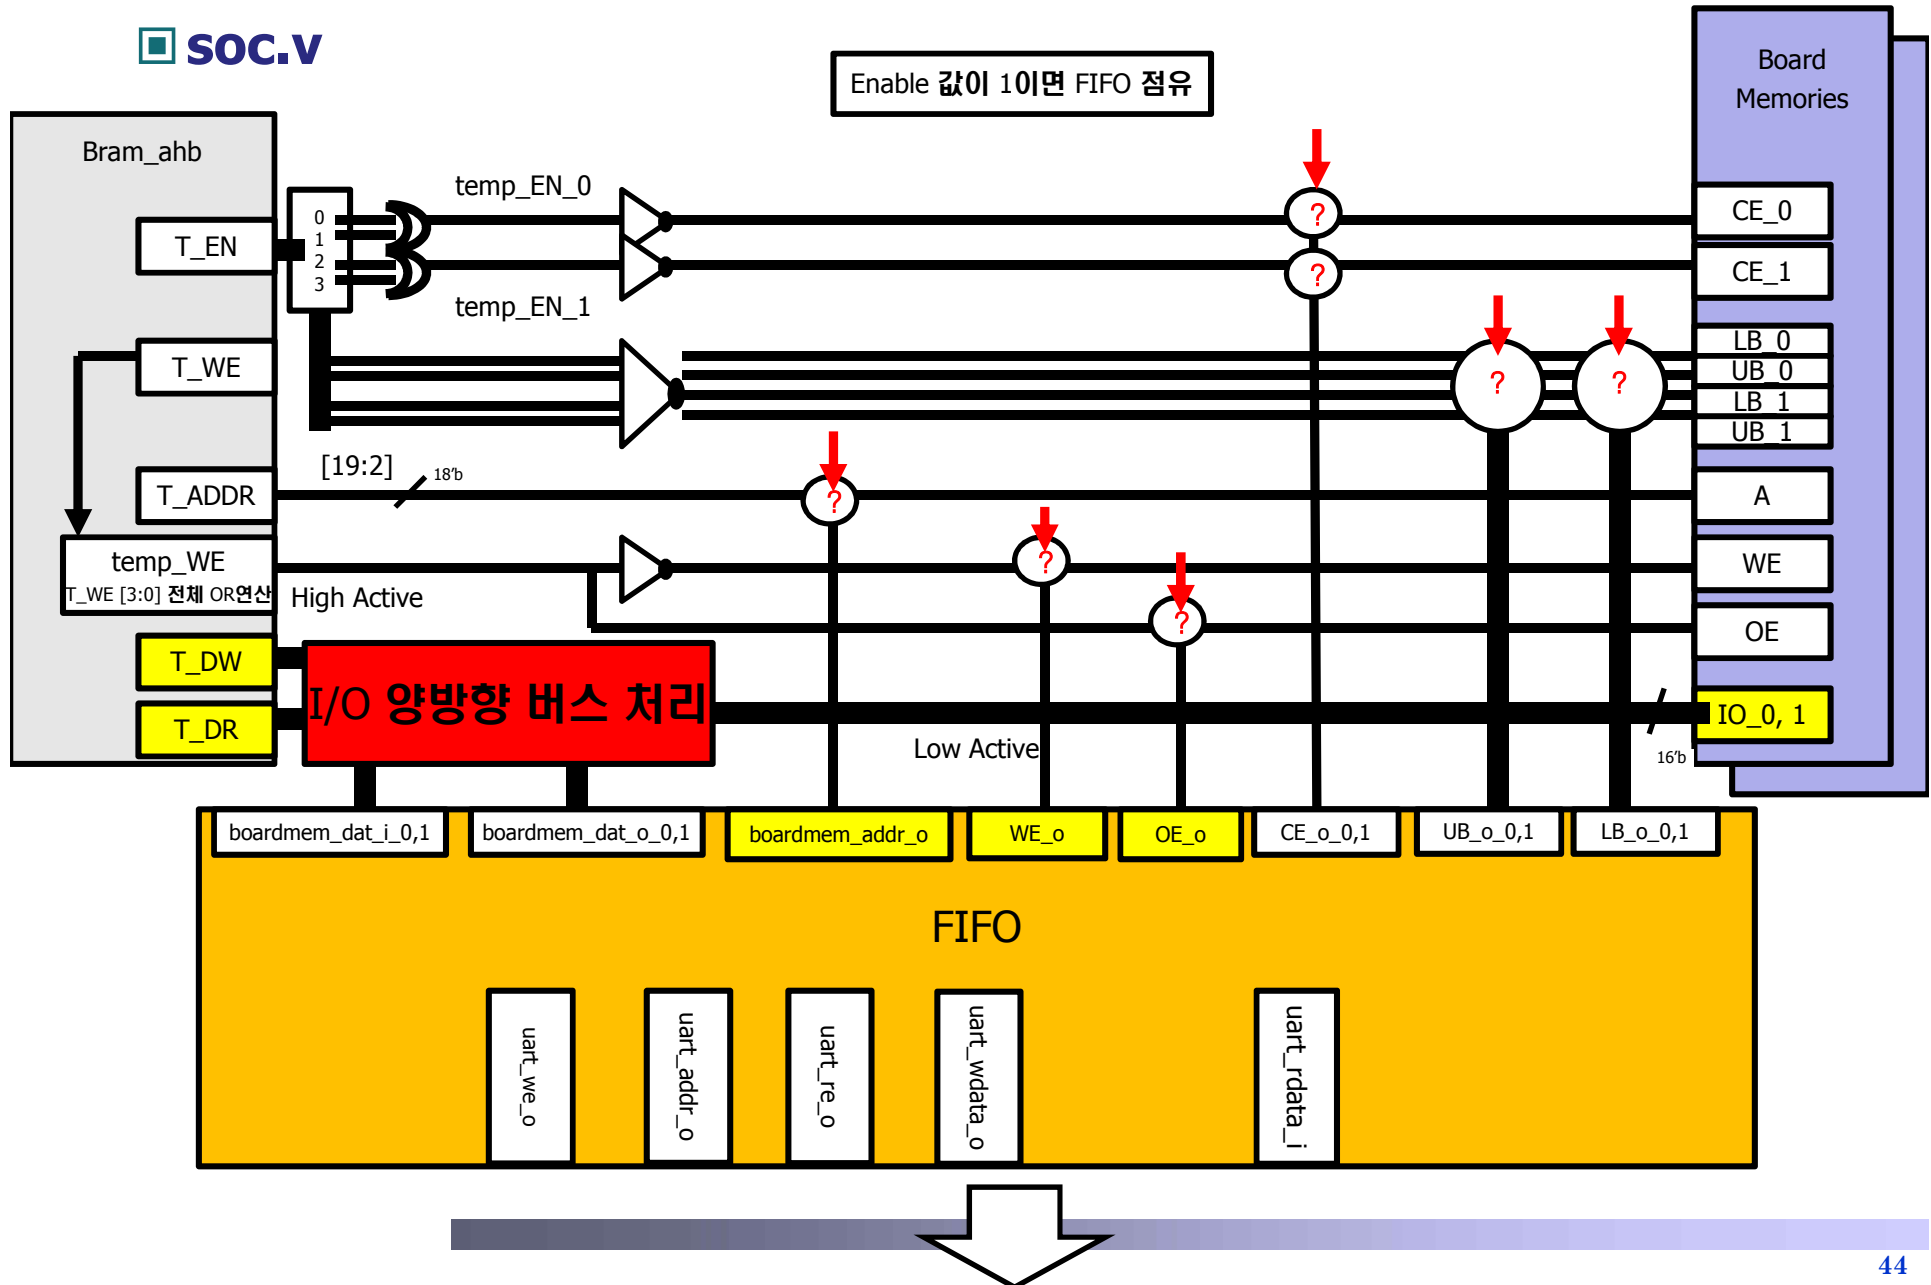 soc.v
Enable 값이 1이면 FIFO 점유
Board
Memories
Bram_ahb
temp_EN_0
T_EN
0
1
2
3
temp_EN_1
?
?
CE_0
CE_1
T_WE
?
?
LB_0
UB_0
LB_1
UB_1
[19:2]
18'b
T_ADDR
?
A
temp_WE
T_WE [3:0] 전체 OR연산
High Active
?
WE
?
OE
T_DW
T_DR
I/O 양방향 버스 처리
Low Active
16'b
IO_0, 1
boardmem_dat_i_0,1
boardmem_dat_o_0,1
boardmem_addr_o
WE_o
OE_o
CE_o_0,1
UB_o_0,1
LB_o_0,1
FIFO
uart_we_o
uart_addr_o
uart_re_o
uart_wdata_o
uart_rdata_i
44